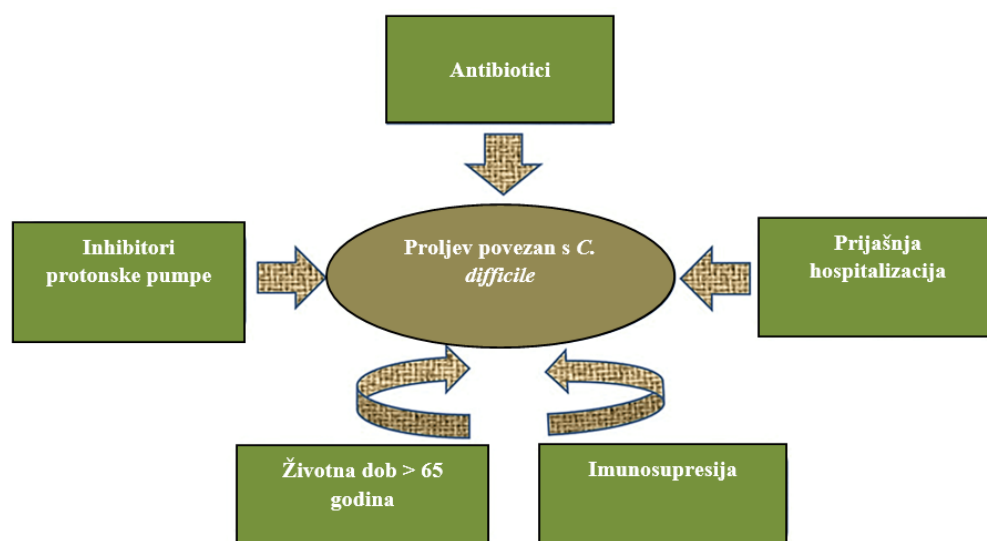 Antibiotici
Inhibitori
protonske pumpe
Proljev povezan s C.
difficile
Prijašnja
hospitalizacija
Životna dob > 65
godina
Imunosupresija